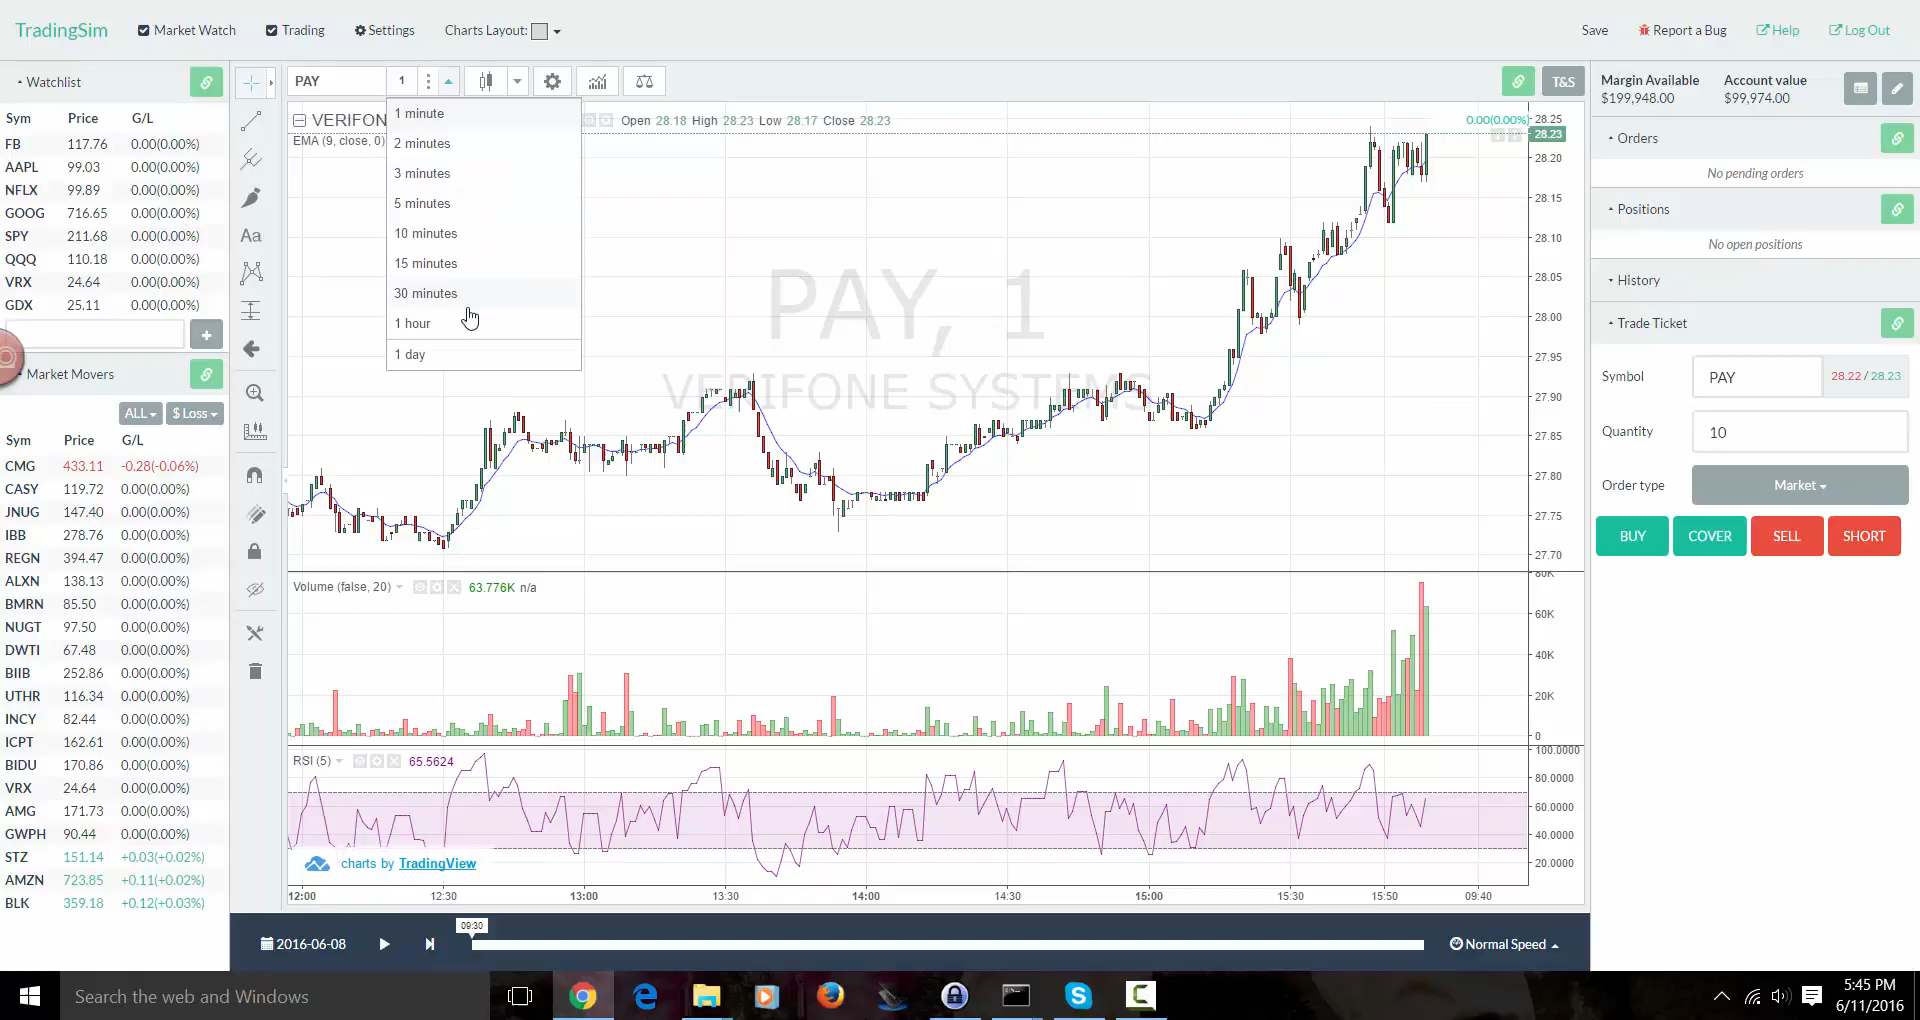 TradingSim
Market Watch
Trading
Settings
Charts Layout:
Save
Report a Bug
Help
Log Out
Watchlist
Sym Price G/L
FB 117.76 0.00(0.00%)
AAPL 99.03 0.00(0.00%)
NFLX 99.89 0.00(0.00%)
GOOG 716.65 0.00(0.00%)
SPY 211.68 0.00(0.00%)
QQQ 110.18 0.00(0.00%)
VRX 24.64 0.00(0.00%)
GDX 25.11 0.00(0.00%)
+
Market Movers
ALL
$ Loss
Sym Price G/L
CMG 433.11 -0.28(-0.06%)
CASY 119.72 0.00(0.00%)
JNUG 147.40 0.00(0.00%)
IBB 278.76 0.00(0.00%)
REGN 394.47 0.00(0.00%)
ALXN 138.13 0.00(0.00%)
BMRN 85.50 0.00(0.00%)
NUGT 97.50 0.00(0.00%)
DWTI 67.48 0.00(0.00%)
BIIB 252.86 0.00(0.00%)
UTHR 116.34 0.00(0.00%)
INCY 82.44 0.00(0.00%)
ICPT 162.61 0.00(0.00%)
BIDU 170.86 0.00(0.00%)
VRX 24.64 0.00(0.00%)
AMG 171.73 0.00(0.00%)
GWPH 90.44 0.00(0.00%)
STZ 151.14 +0.03(+0.02%)
AMZN 723.85 +0.11(+0.02%)
BLK 359.18 +0.12(+0.03%)
Aa
PAY 1
T&S
1 minute
2 minutes
3 minutes
5 minutes
10 minutes
15 minutes
30 minutes
1 hour
1 day
VERIFON
Open 28.18 High 28.23 Low 28.17 Close 28.23
EMA (9, close, 0)
PAY, 1
VERIFONE SYSTEMS
0.00(0.00%)
28.25
28.23
28.20
28.15
28.10
28.05
28.00
27.95
27.90
27.85
27.80
27.75
27.70
Volume (false, 20) 63.776K n/a
80K
60K
40K
20K
0
RSI (5) 65.5624
100.0000
80.0000
60.0000
40.0000
20.0000
charts by TradingView
12:00 12:30 13:00 13:30 14:00 14:30 15:00 15:30 15:50 09:40
09:30
2016-06-08
Normal Speed
Margin Available Account value
$199,948.00 $99,974.00
Orders
No pending orders
Positions
No open positions
History
Trade Ticket
Symbol PAY 28.22 / 28.23
Quantity 10
Order type Market
BUY COVER SELL SHORT
Search the web and Windows
5:45 PM
6/11/2016